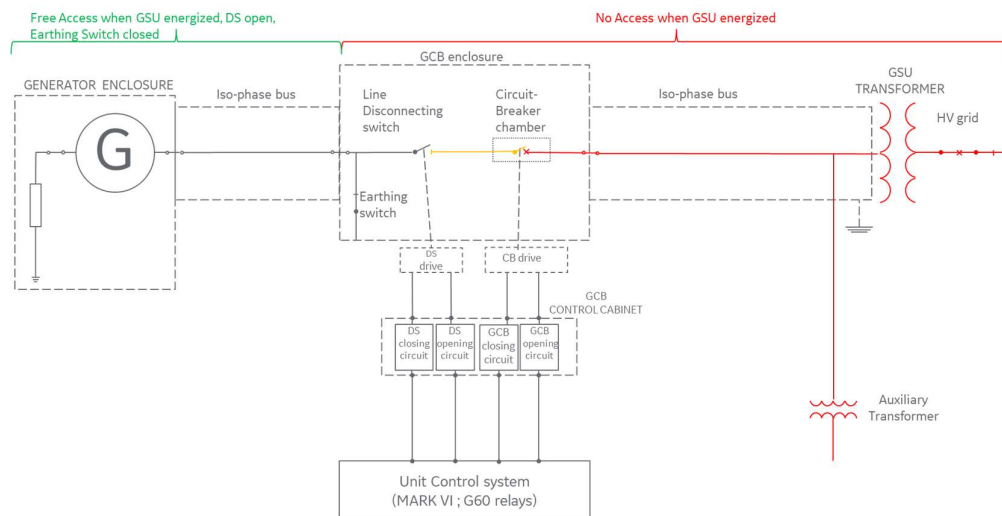 Free Access when GSU energized, DS open,
Earthing Switch closed
No Access when GSU energized
GCB enclosure
GENERATOR ENCLOSURE
Iso-phase bus
Line
Disconnecting
switch
Circuit-
Breaker
chamber
Iso-phase bus
GSU
TRANSFORMER
HV grid
G
Earthing
switch
DS
drive
CB drive
GCB
CONTROL CABINET
DS
closing
circuit
DS
opening
circuit
GCB
closing
circuit
GCB
opening
circuit
Auxiliary
Transformer
Unit Control system
(MARK VI ; G60 relays)